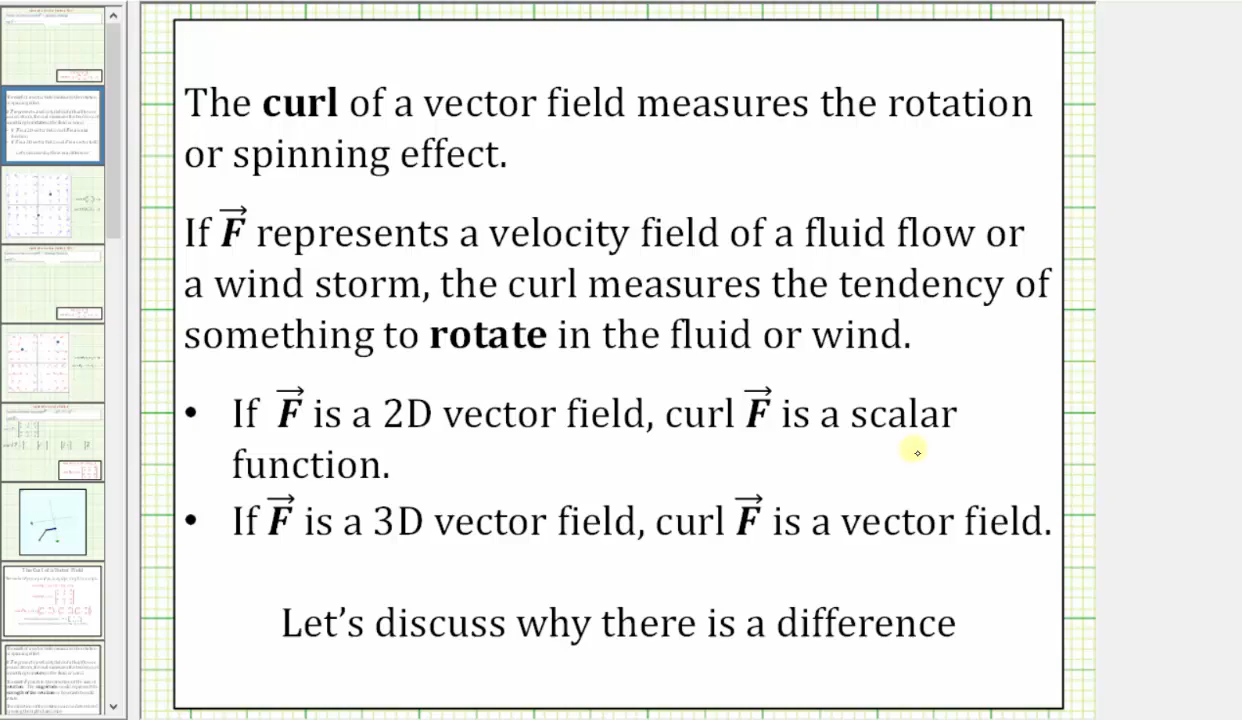 The curl of a vector field measures the rotation
or spinning effect.
If F⃗ represents a velocity field of a fluid flow or
a wind storm, the curl measures the tendency of
something to rotate in the fluid or wind.
• If F⃗ is a 2D vector field, curl F⃗ is a scalar
function.
• If F⃗ is a 3D vector field, curl F⃗ is a vector field.
Let’s discuss why there is a difference